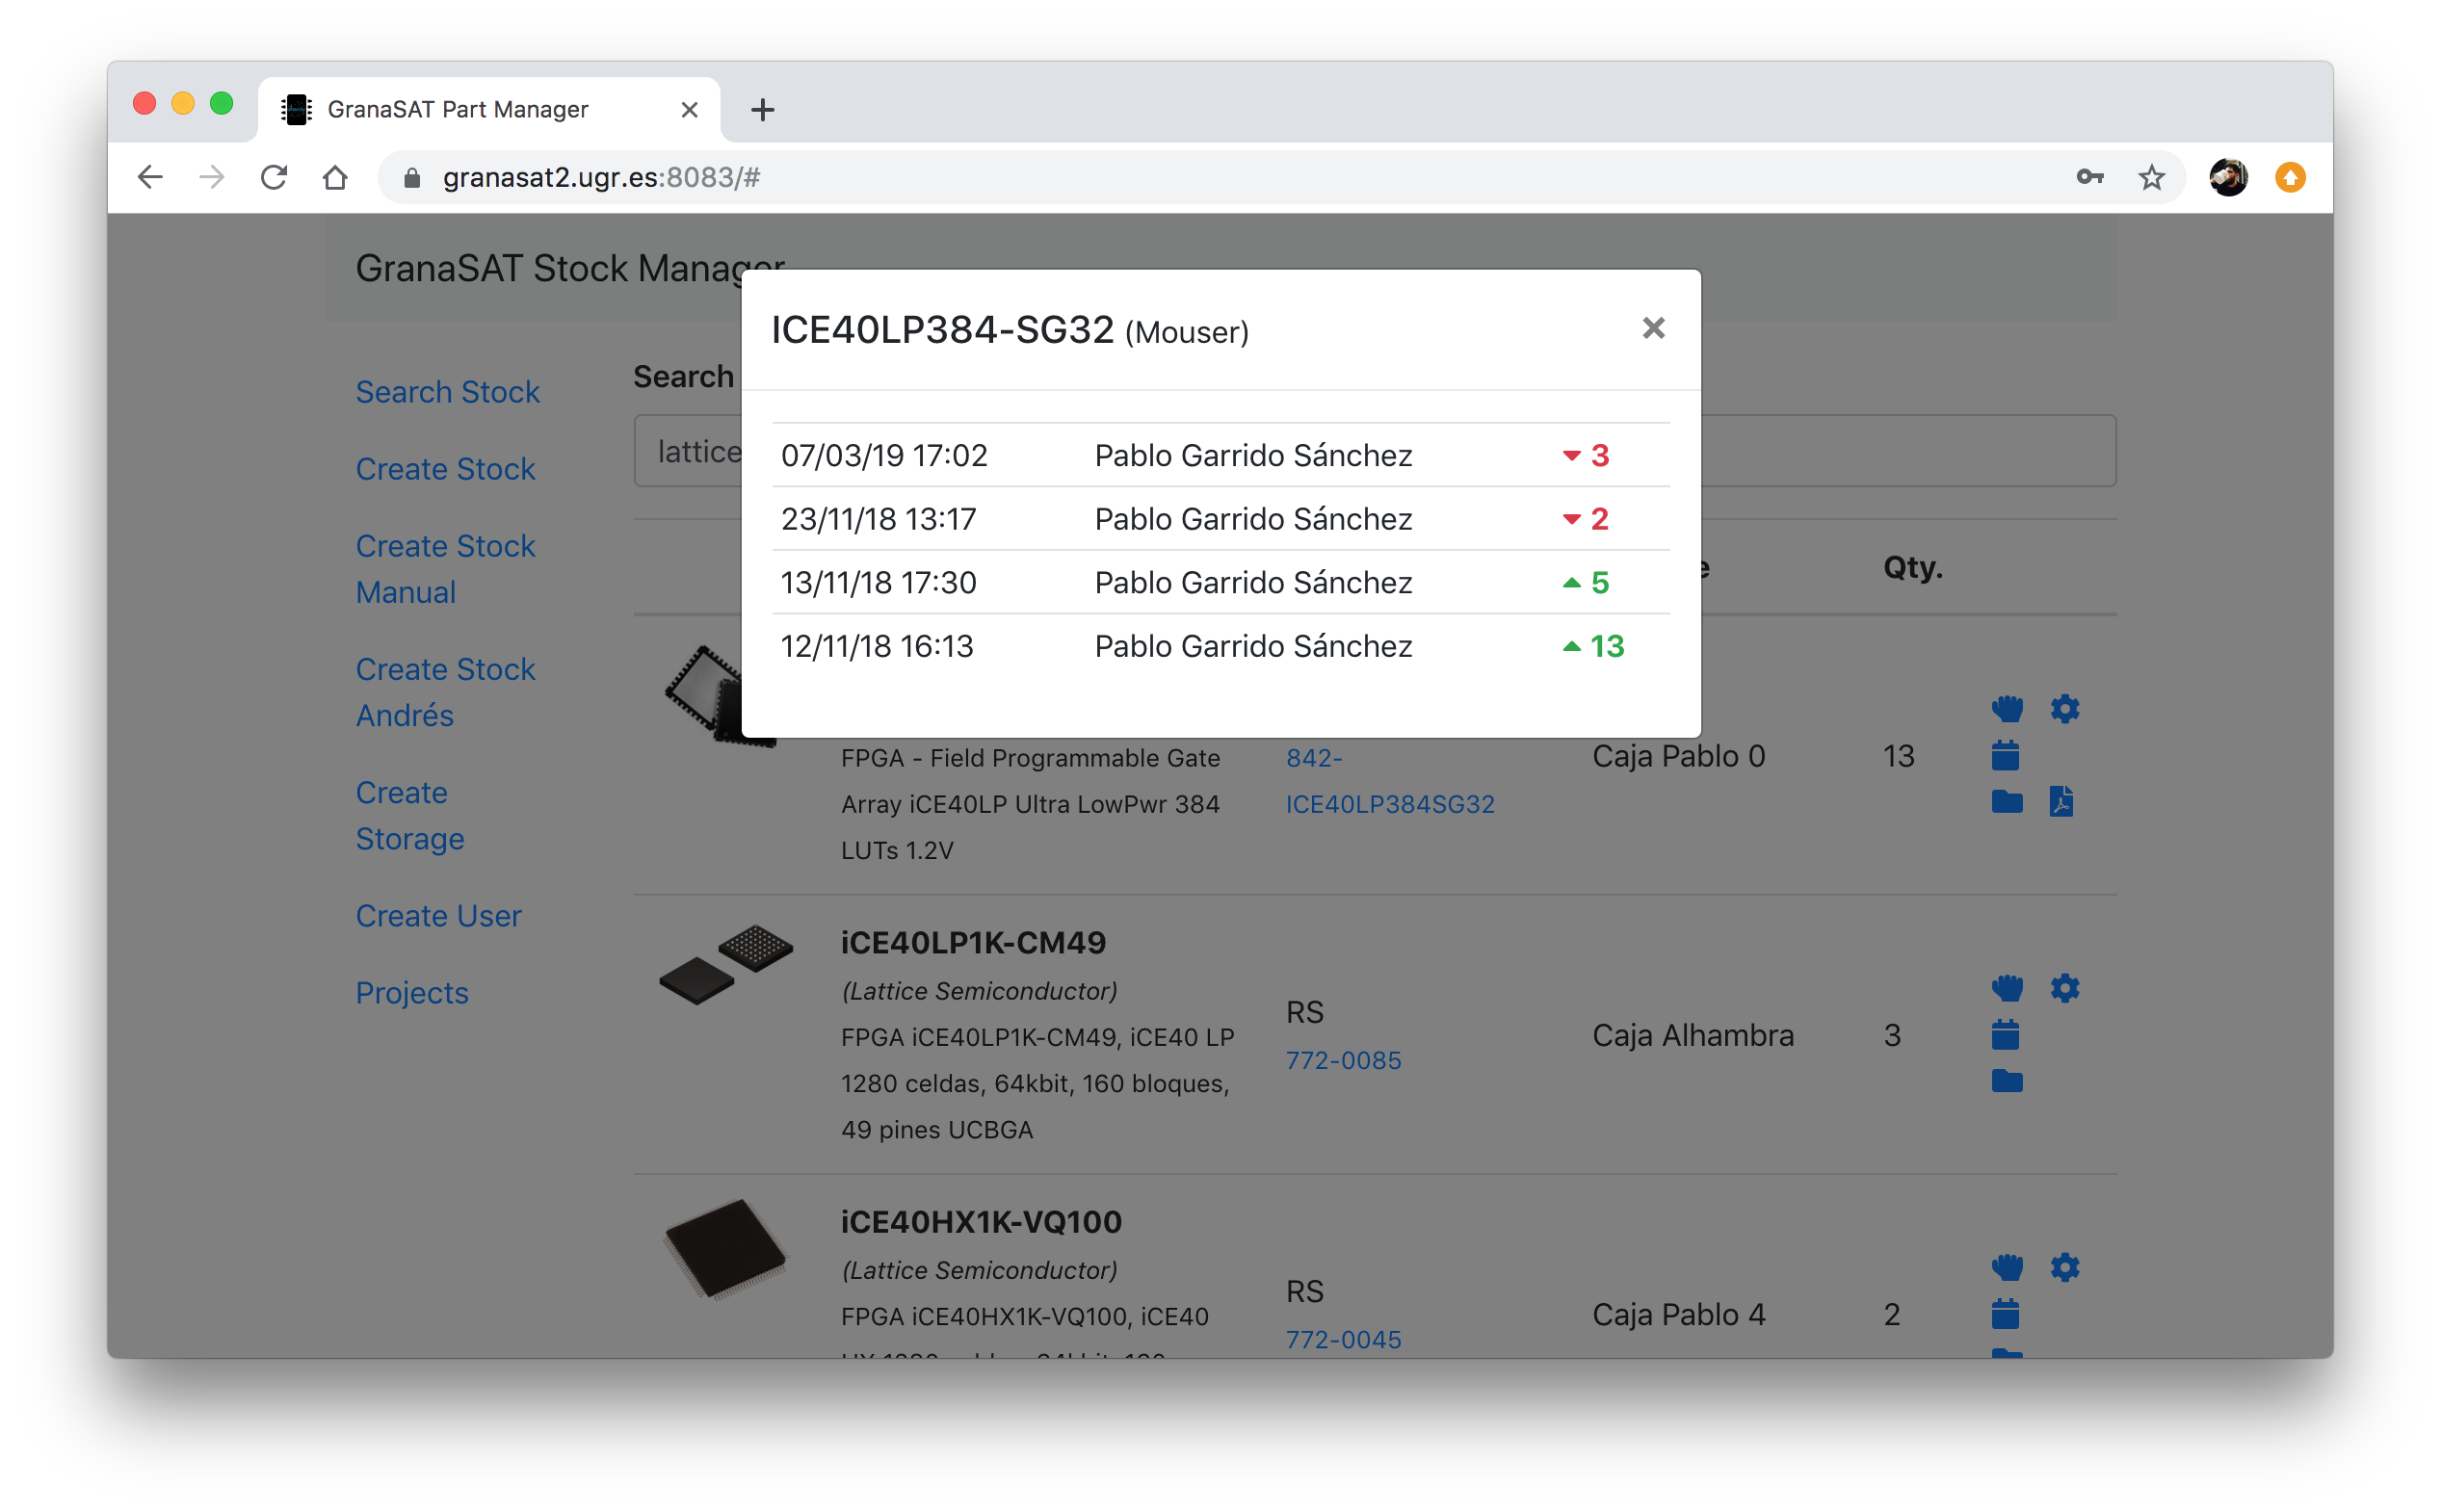 GranaSAT Part Manager
granasat2.ugr.es:8083/#
GranaSAT Stock Manager
ICE40LP384-SG32 (Mouser)
07/03/19 17:02 Pablo Garrido Sánchez 3
23/11/18 13:17 Pablo Garrido Sánchez 2
13/11/18 17:30 Pablo Garrido Sánchez 5
12/11/18 16:13 Pablo Garrido Sánchez 13
Search Stock
Create Stock
Create Stock
Manual
Create Stock
Andrés
Create
Storage
Create User
Projects
Search
lattice
Qty.
FPGA - Field Programmable Gate
Array iCE40LP Ultra LowPwr 384
LUTs 1.2V
842-
ICE40LP384SG32
Caja Pablo 0
13
iCE40LP1K-CM49
(Lattice Semiconductor)
FPGA iCE40LP1K-CM49, iCE40 LP
1280 celdas, 64kbit, 160 bloques,
49 pines UCBGA
RS
772-0085
Caja Alhambra
3
iCE40HX1K-VQ100
(Lattice Semiconductor)
FPGA iCE40HX1K-VQ100, iCE40
RS
772-0045
Caja Pablo 4
2